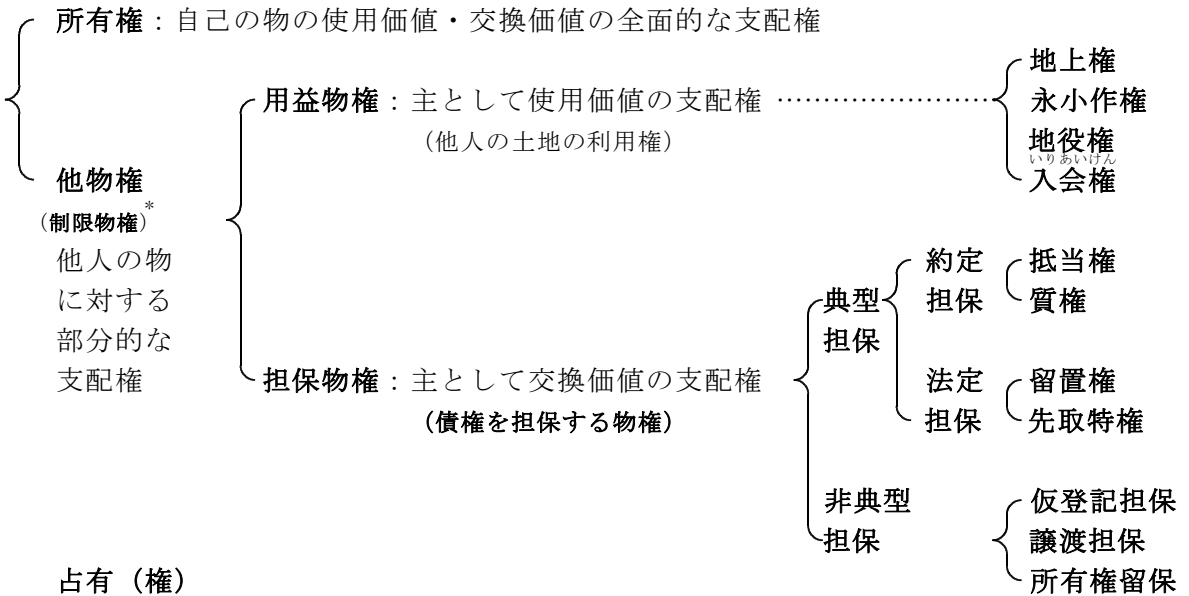 所有権：自己の物の使用価値・交換価値の全面的な支配権
他物権
（制限物権）*
他人の物
に対する
部分的な
支配権
用益物権：主として使用価値の支配権 ……………………
（他人の土地の利用権）
地上権
永小作権
地役権
いりあいけん
入会権
担保物権：主として交換価値の支配権
（債権を担保する物権）
典型
担保
約定
担保
抵当権
質権
法定
担保
留置権
先取特権
非典型
担保
仮登記担保
譲渡担保
所有権留保
占有（権）